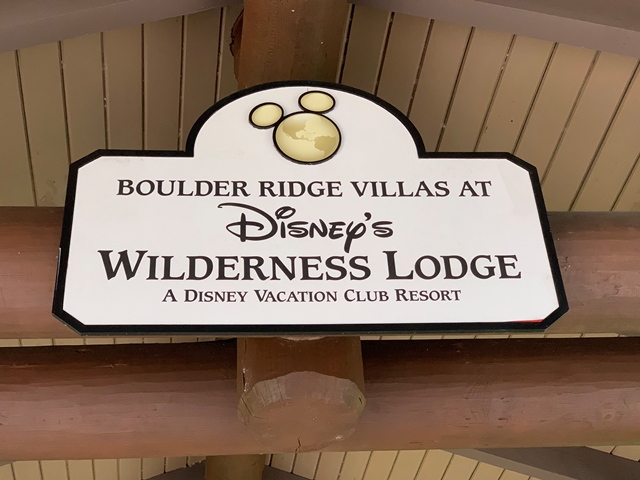 BOULDER RIDGE VILLAS AT
Disney's
WILDERNESS LODGE
A DISNEY VACATION CLUB RESORT